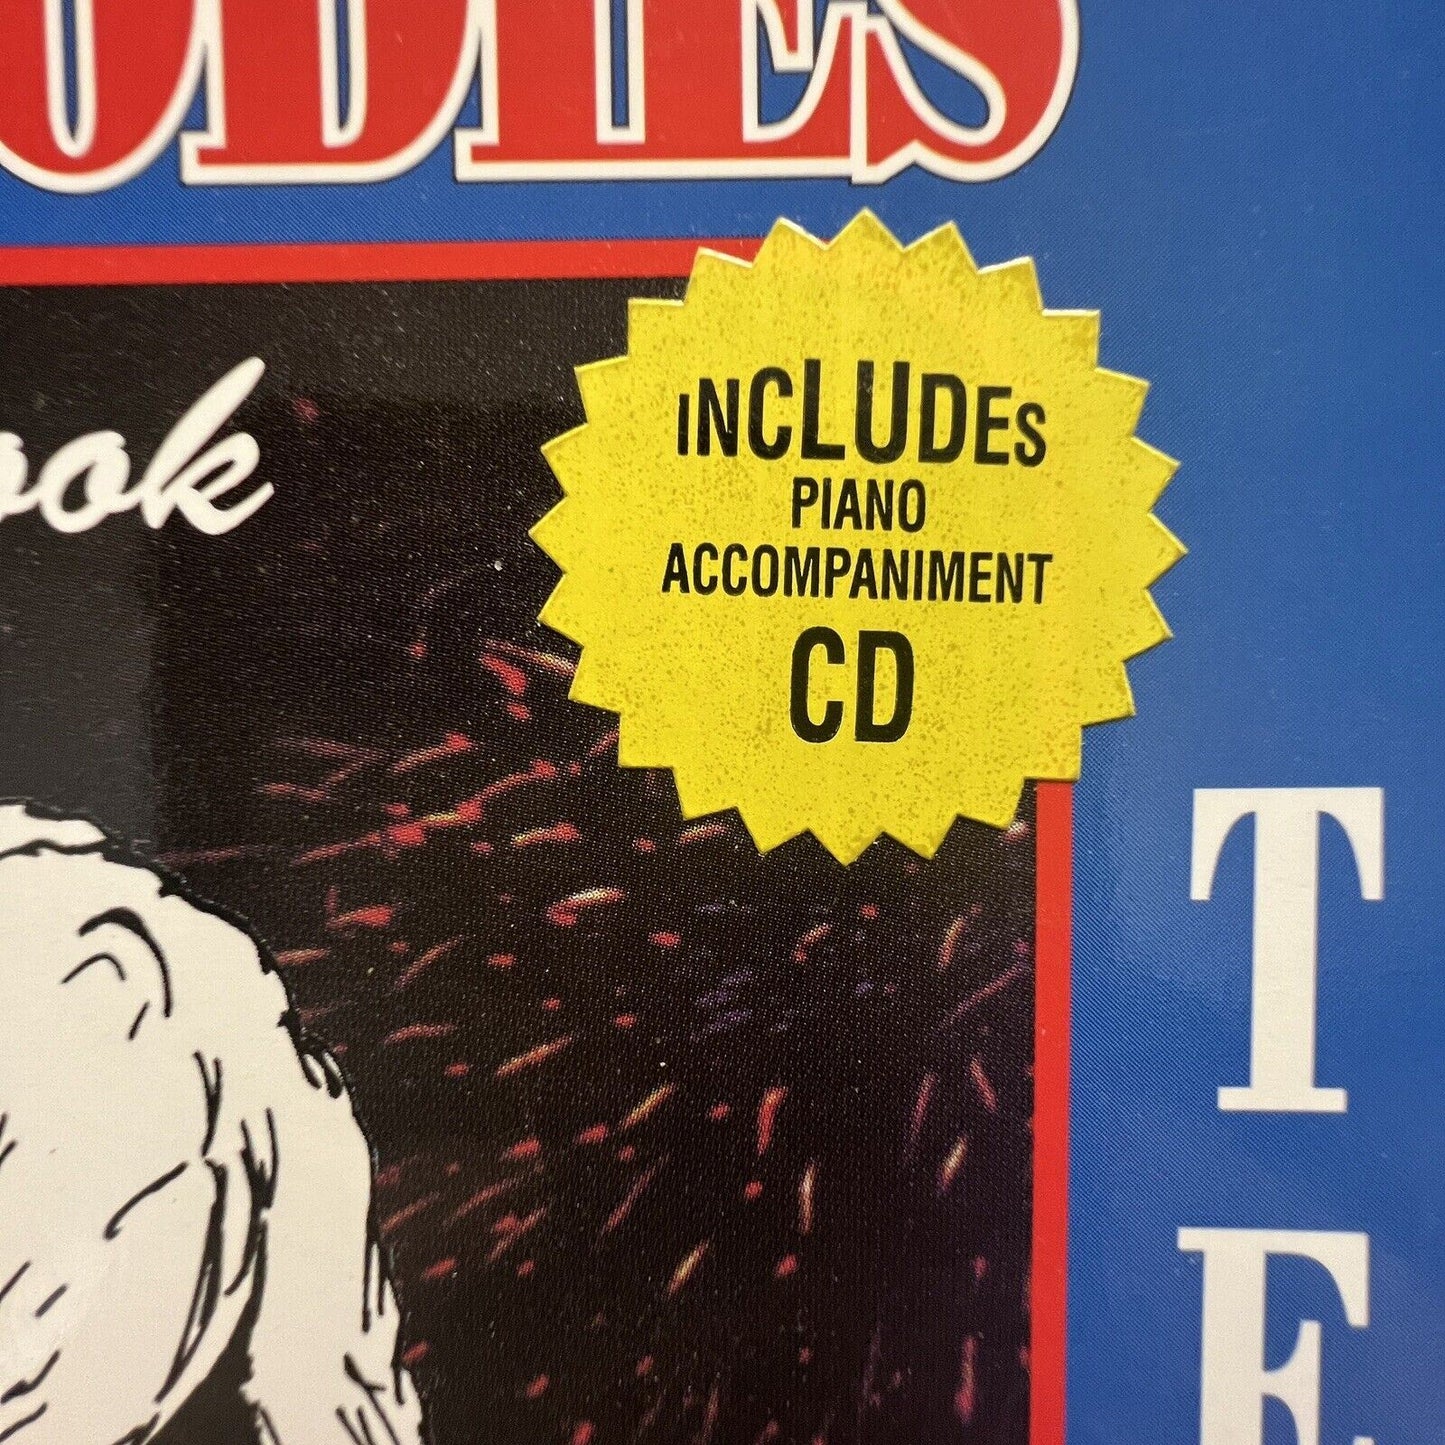 ODIES
ook
INCLUDES
PIANO
ACCOMPANIMENT
CD
T
E